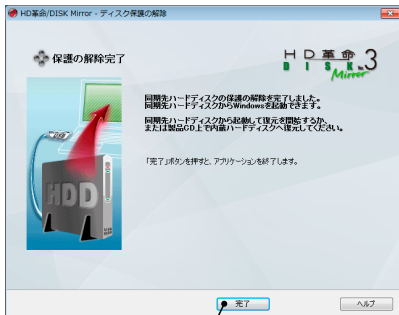 HD革命/DISK Mirror - ディスク保護の解除
保護の解除完了
HD革命
DISK Ver.3
Mirror
同期先ハードディスクの保護の解除を完了しました。
同期先ハードディスクからWindowsを起動できます。
同期先ハードディスクから起動して復元を開始するか、
または製品CD上で内蔵ハードディスクへ復元してください。
「完了」ボタンを押すと、アプリケーションを終了します。
HDD
完了
ヘルプ